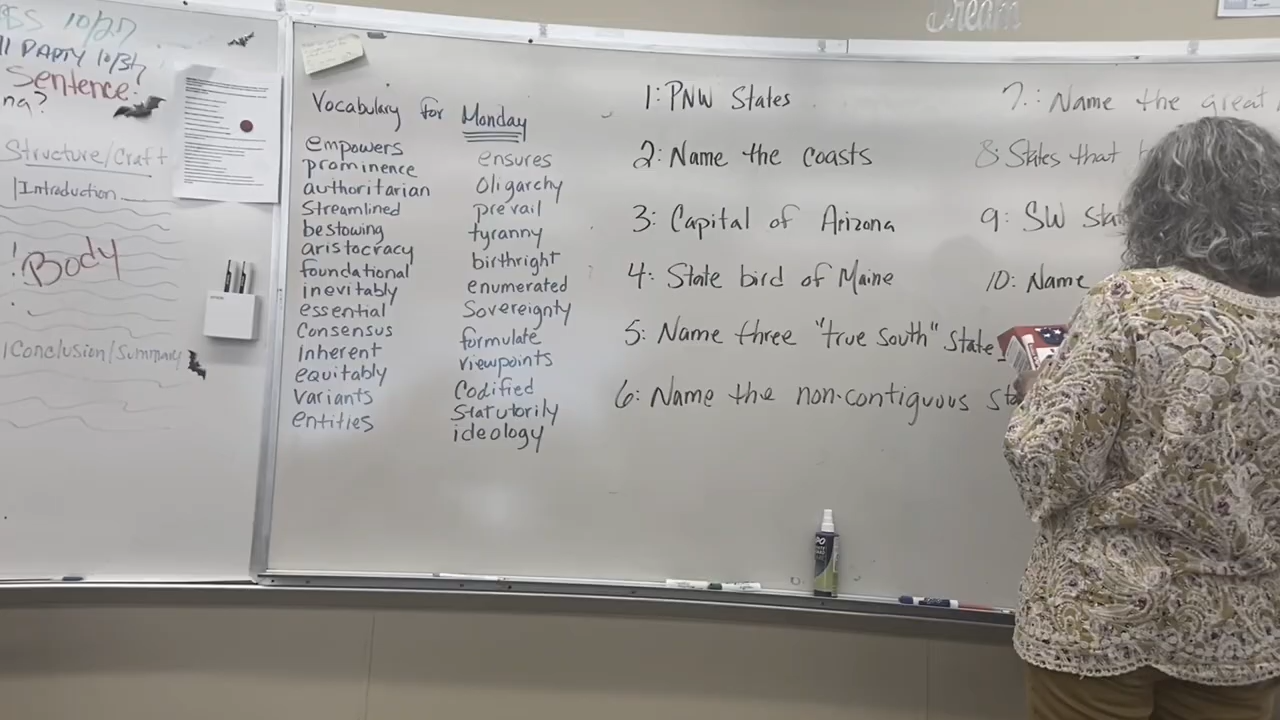 Dream
10/27
PARTY 10/31
Sentence:
Structure/Craft
Introduction
Body
Conclusion/Summary
Vocabulary for Monday
empowers
prominence
authoritarian
Streamlined
bestowing
aristocracy
foundational
inevitably
essential
Consensus
Inherent
equitably
variants
entities
ensures
Oligarchy
prevail
tyranny
birthright
enumerated
Sovereignty
formulate
viewpoints
Codified
Statutorily
ideology
1: PNW States
2: Name the coasts
3: Capital of Arizona
4: State bird of Maine
5: Name three "true South" State
6: Name the non-contiguous
7.: Name the great
8: States that
9: SW
10: Name